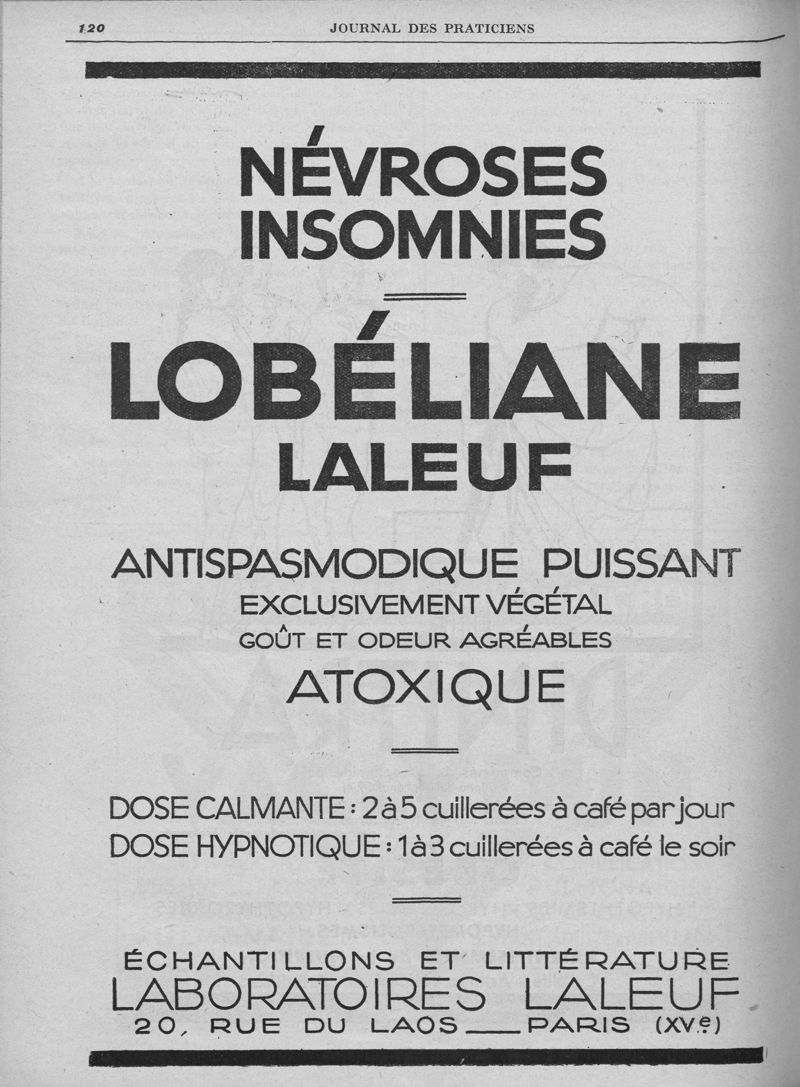 120
JOURNAL DES PRATICIENS
NÉVROSES
INSOMNIES
LOBÉLIANE
LALEUF
ANTISPASMODIQUE PUISSANT
EXCLUSIVEMENT VÉGÉTAL
GOÛT ET ODEUR AGRÉABLES
ATOXIQUE
DOSE CALMANTE : 2 à 5 cuillerées à café par jour
DOSE HYPNOTIQUE : 1 à 3 cuillerées à café le soir
ÉCHANTILLONS ET LITTÉRATURE
LABORATOIRES LALEUF
20, RUE DU LAOS __ PARIS (XVe)